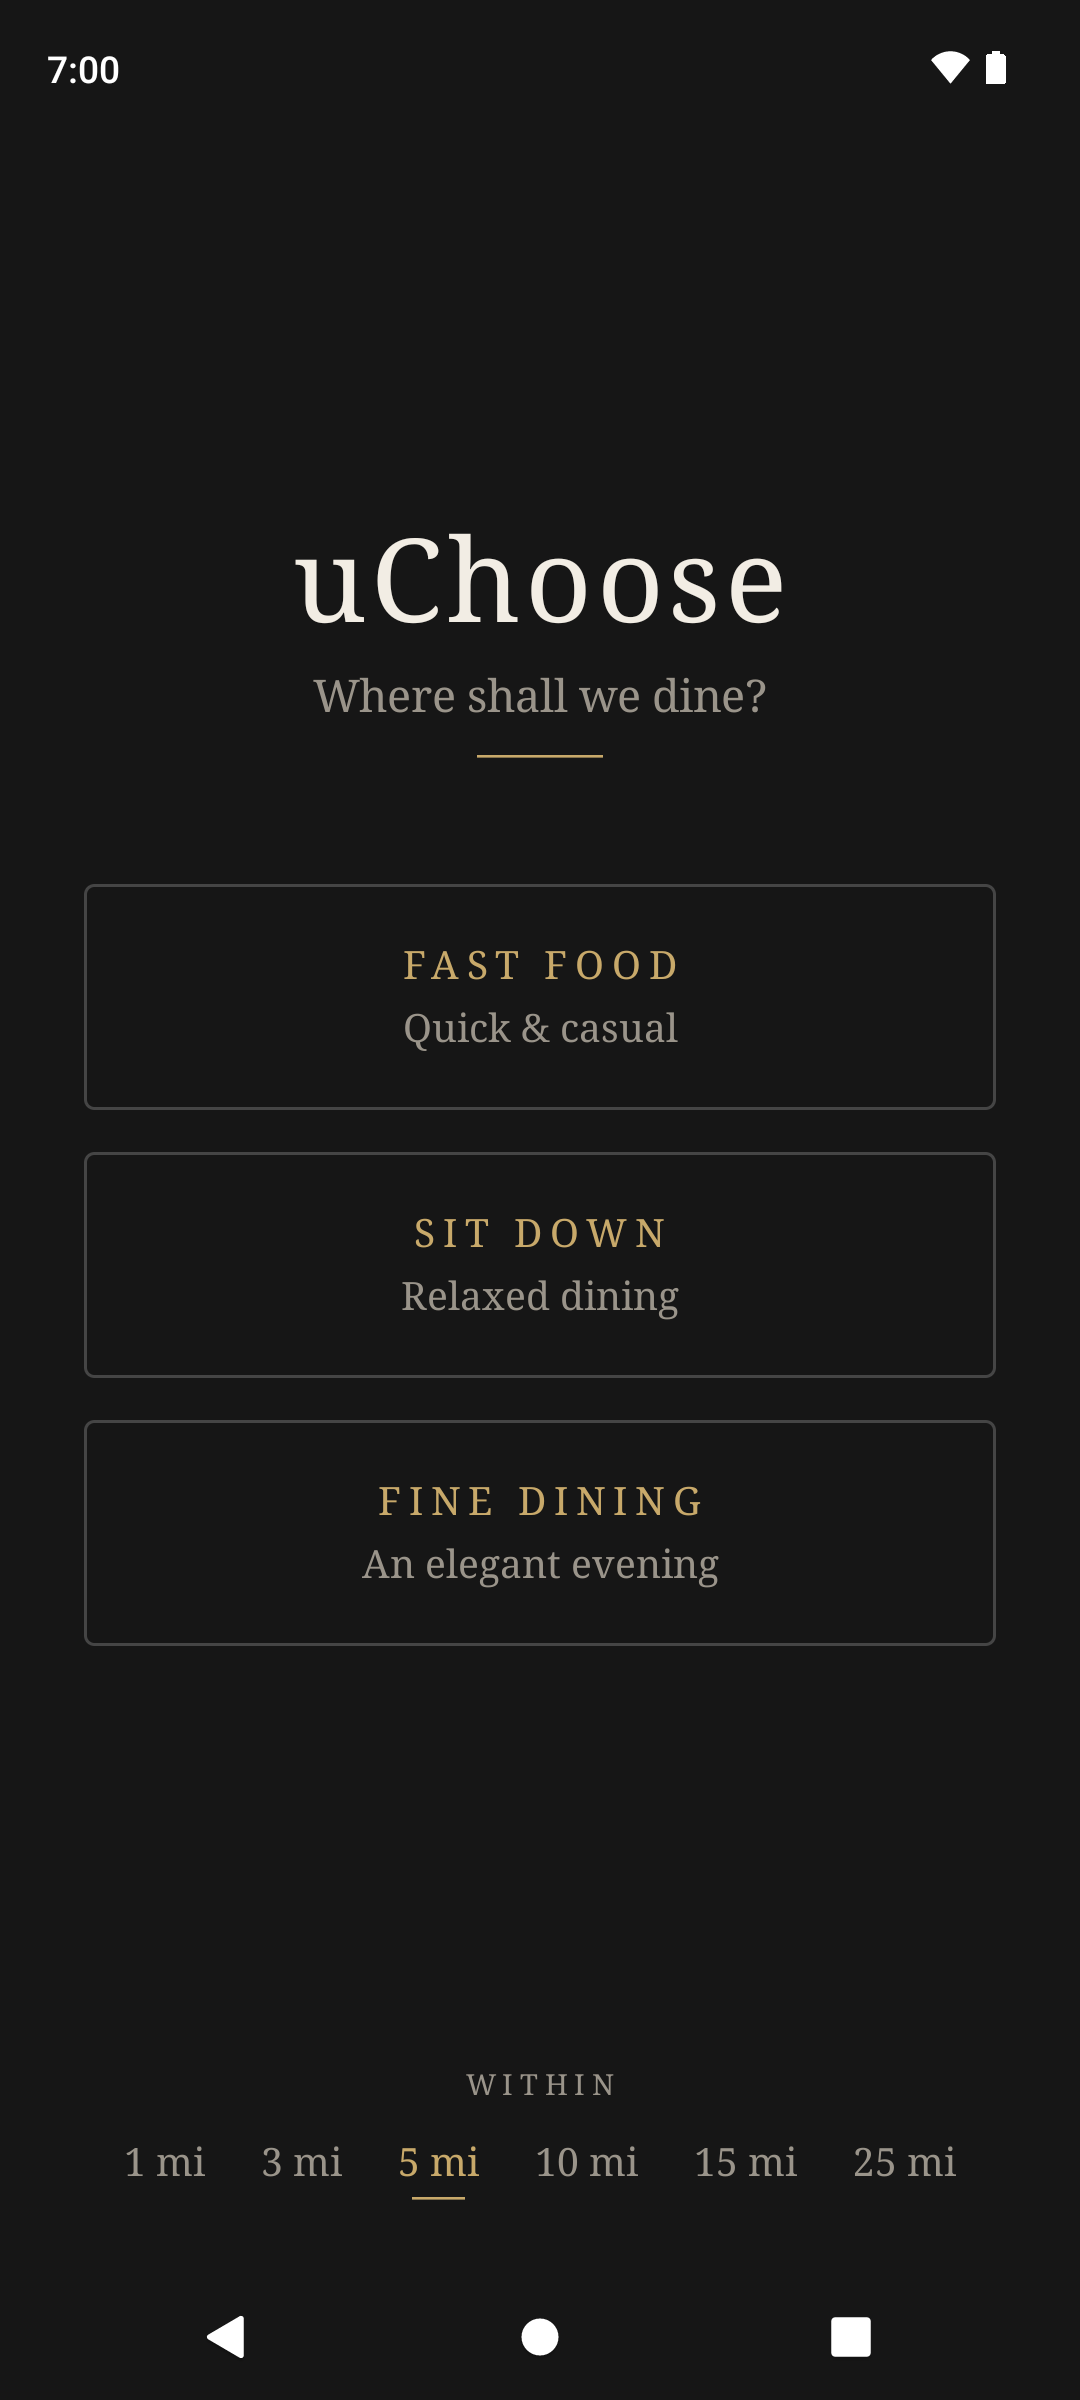 7:00
uChoose
Where shall we dine?
FAST FOOD
Quick & casual
SIT DOWN
Relaxed dining
FINE DINING
An elegant evening
WITHIN
1 mi 3 mi 5 mi 10 mi 15 mi 25 mi